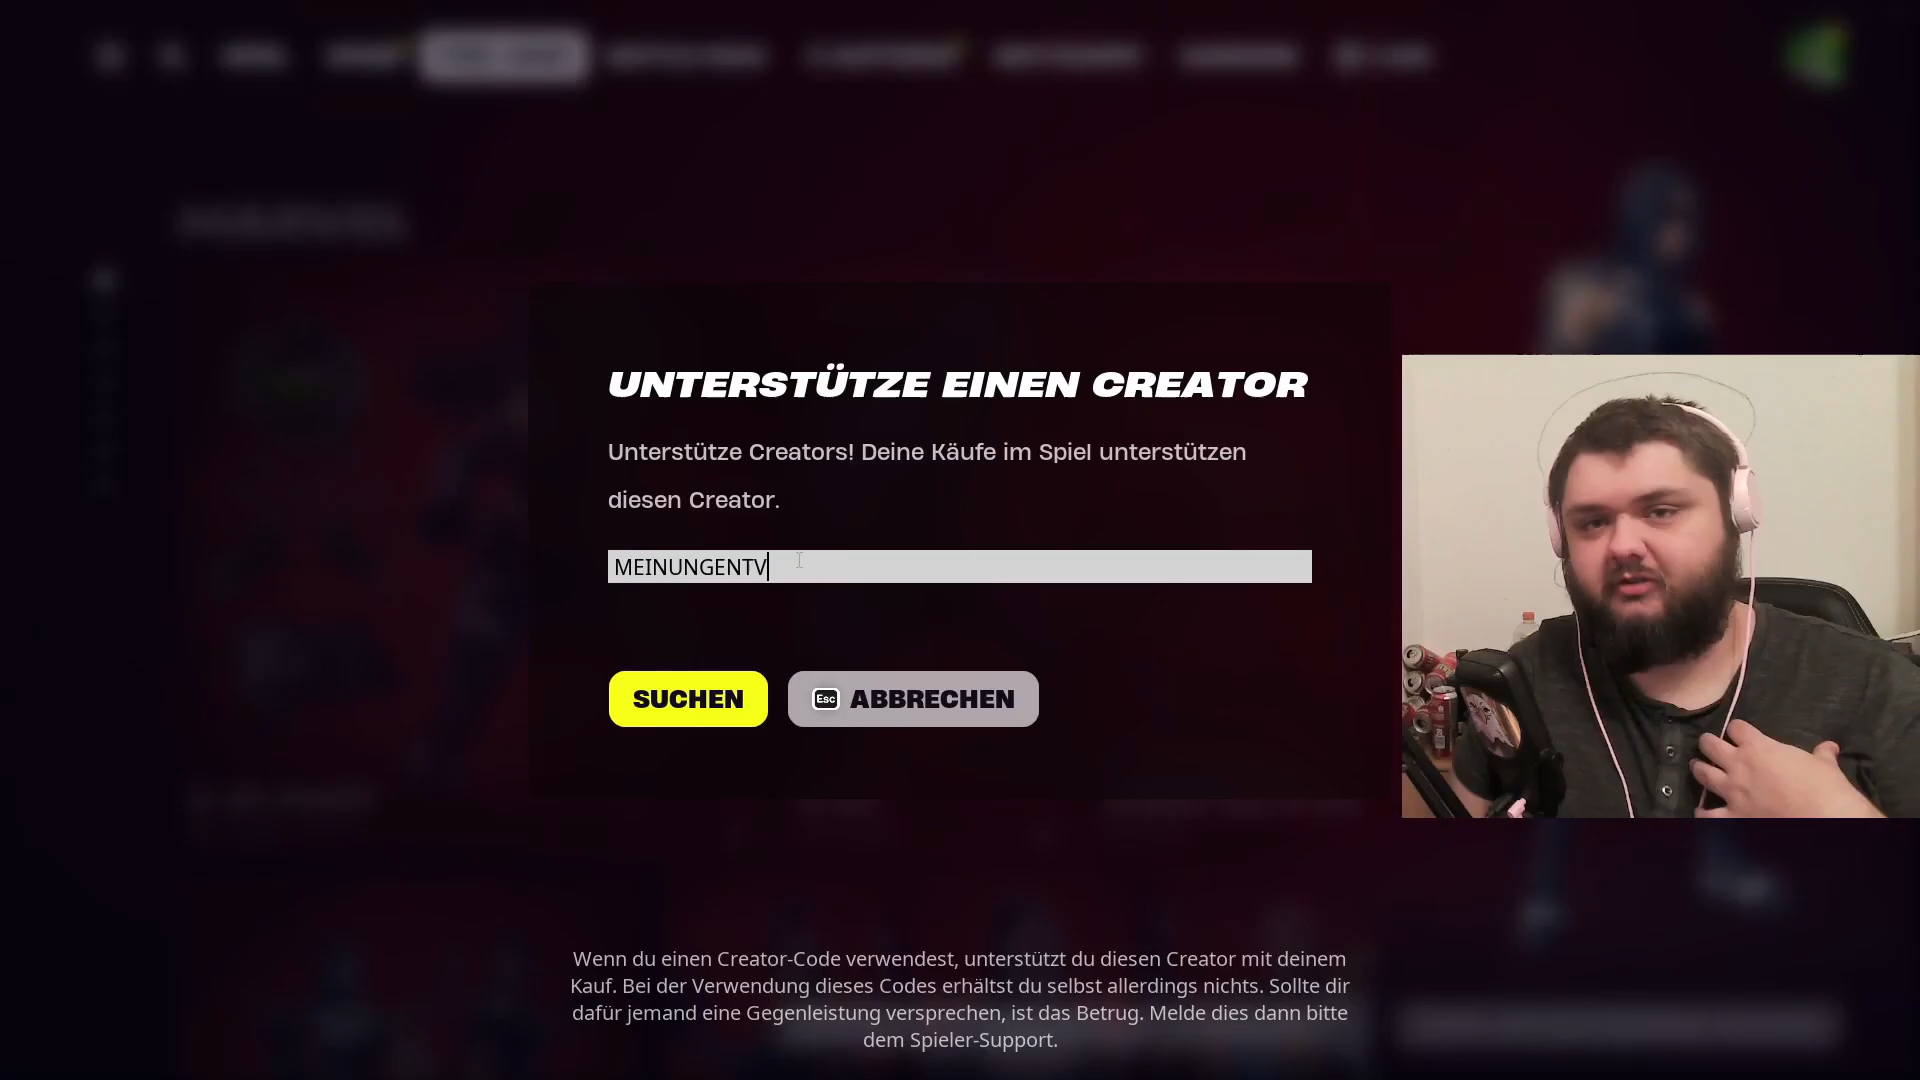 UNTERSTÜTZE EINEN CREATOR
Unterstütze Creators! Deine Käufe im Spiel unterstützen
diesen Creator.
MEINUNGENTV
SUCHEN
Esc ABBRECHEN
Wenn du einen Creator-Code verwendest, unterstützt du diesen Creator mit deinem
Kauf. Bei der Verwendung dieses Codes erhältst du selbst allerdings nichts. Sollte dir
dafür jemand eine Gegenleistung versprechen, ist das Betrug. Melde dies dann bitte
dem Spieler-Support.